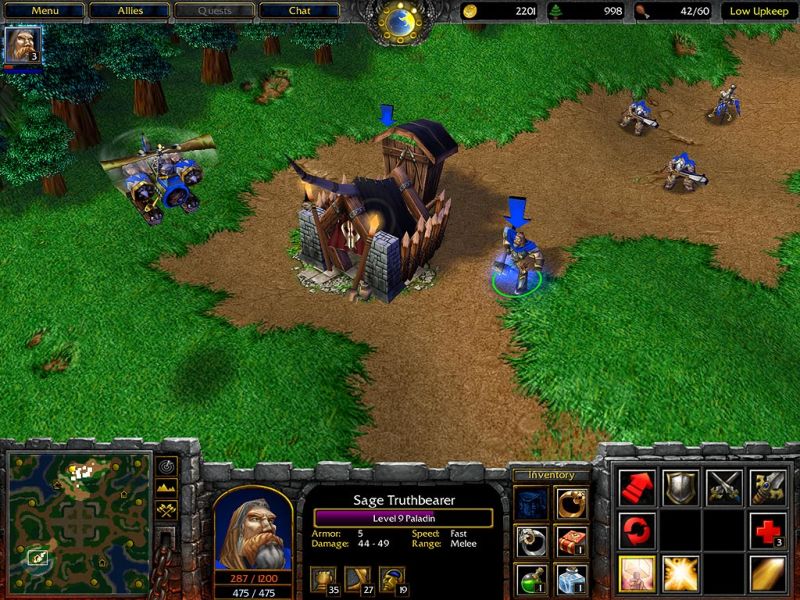 Menu Allies Quests Chat 2201 998 42/60 Low Upkeep
3
Sage Truthbearer
Level 9 Paladin
Armor: 5 Speed: Fast
Damage: 44 - 49 Range: Melee
287 / 1200
475 / 475
35 27 19
Inventory
1
1 1
3